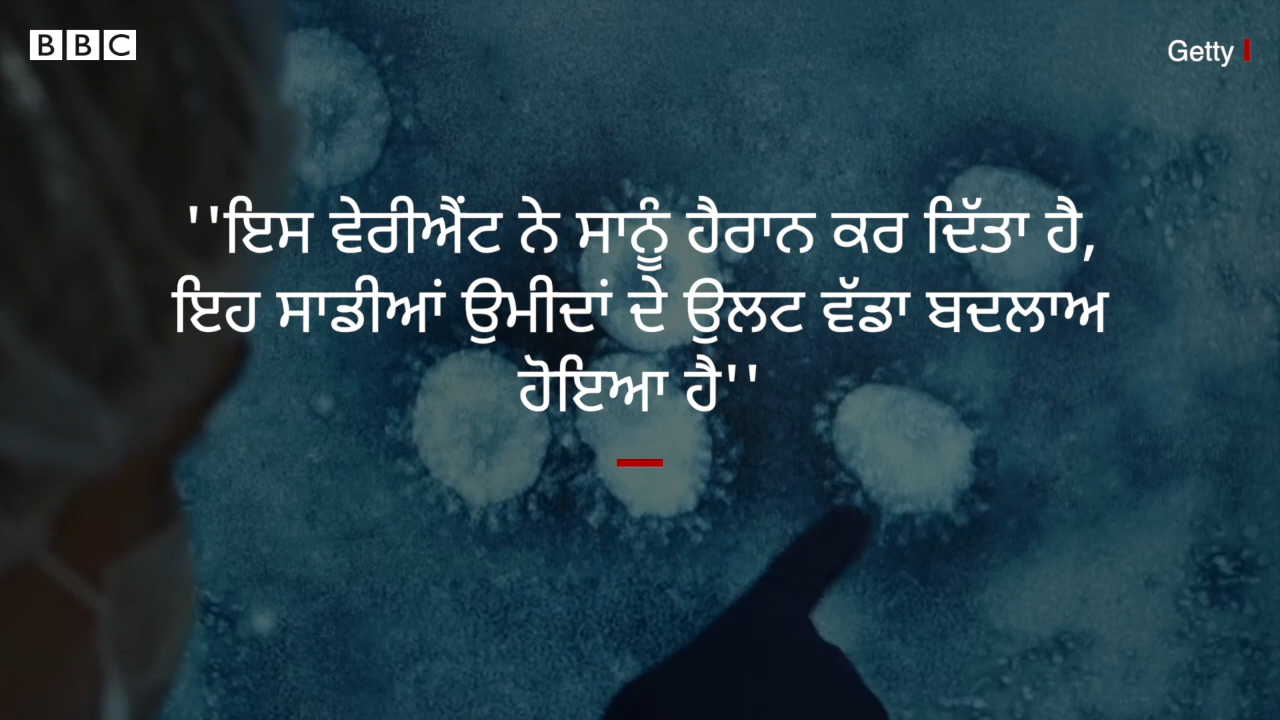 BBC
Getty
''ਇਸ ਵੇਰੀਐਂਟ ਨੇ ਸਾਨੂੰ ਹੈਰਾਨ ਕਰ ਦਿੱਤਾ ਹੈ,
ਇਹ ਸਾਡੀਆਂ ਉਮੀਦਾਂ ਦੇ ਉਲਟ ਵੱਡਾ ਬਦਲਾਅ
ਹੋਇਆ ਹੈ''